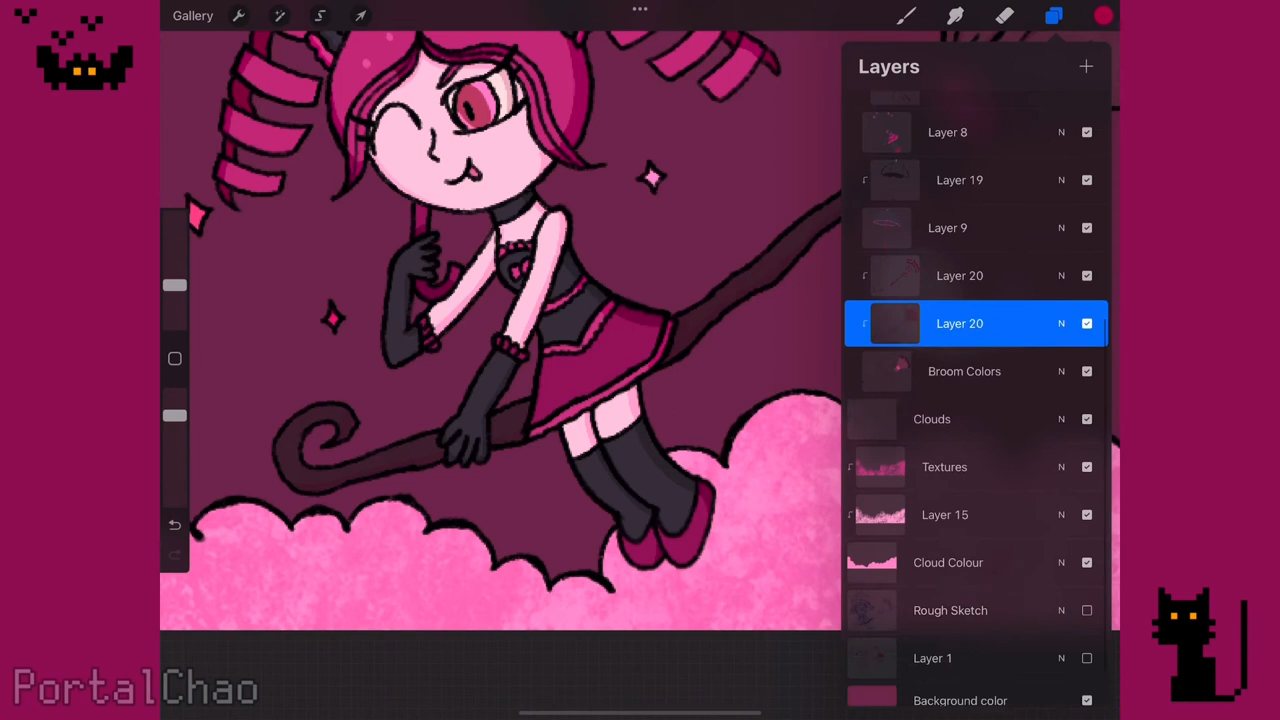 Gallery
Layers
Layer 8 N
Layer 19 N
Layer 9 N
Layer 20 N
Layer 20 N
Broom Colors N
Clouds N
Textures N
Layer 15 N
Cloud Colour N
Rough Sketch N
Layer 1 N
Background color
PortalChao